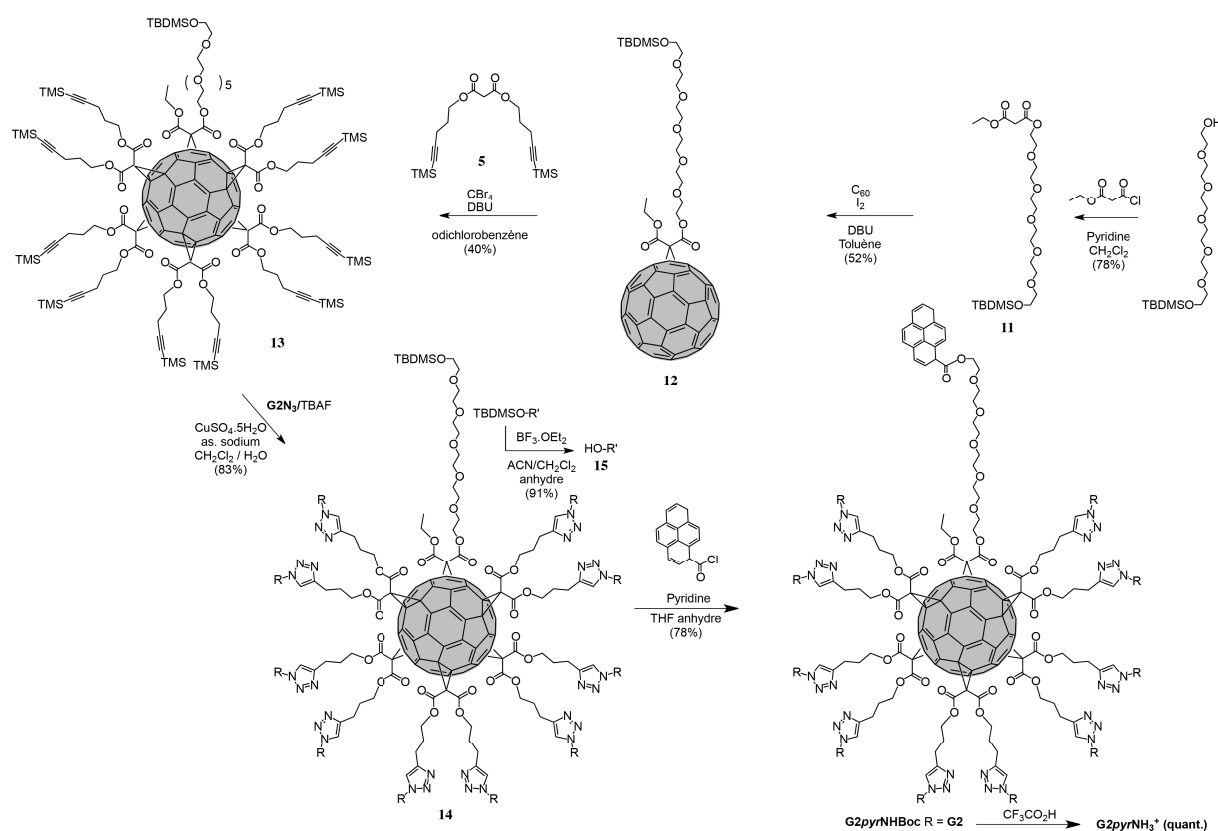 TBDMSO
5
TMS
TMS
TMS
TMS
TMS
TMS
TMS
TMS
TMS TMS
13
5
TMS
TMS
CBr4
DBU
odichlorobenzène
(40%)
TBDMSO
12
C60
I2
DBU
Toluène
(52%)
TBDMSO
11
Cl
Pyridine
CH2Cl2
(78%)
OH
TBDMSO
G2N3/TBAF
CuSO4.5H2O
as. sodium
CH2Cl2 / H2O
(83%)
TBDMSO
TBDMSO-R'
BF3.OEt2
HO-R'
15
ACN/CH2Cl2
anhydre
(91%)
R
R
R
R
R
R
R
R
R
R
14
Cl
O
Pyridine
THF anhydre
(78%)
R
R
R
R
R
R
R
R
R
R
G2pyrNHBoc R = G2
CF3CO2H
G2pyrNH3+ (quant.)